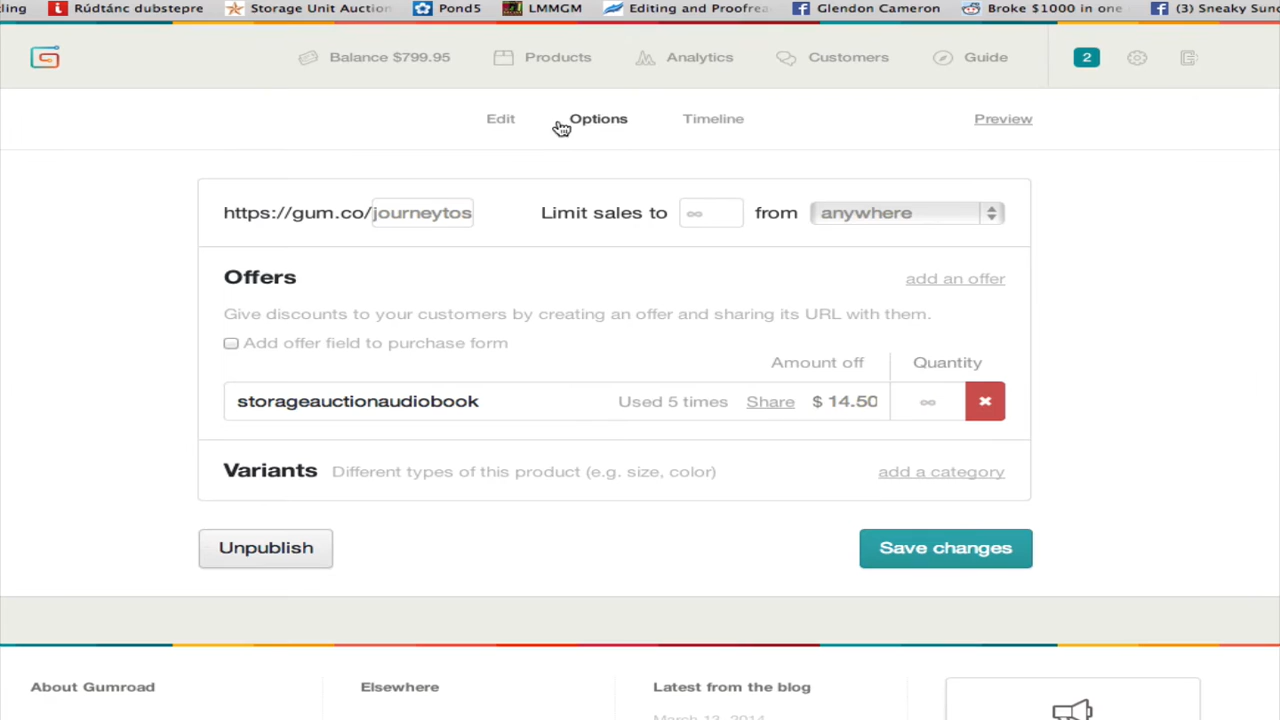 Rúdtánc dubstepre Storage Unit Auction Pond5 LMMGM Editing and Proofrea Glendon Cameron Broke $1000 in one (3) Sneaky Sund
Balance $799.95 Products Analytics Customers Guide 2
Edit Options Timeline Preview
https://gum.co/journeytos Limit sales to ∞ from anywhere
Offers add an offer
Give discounts to your customers by creating an offer and sharing its URL with them.
Add offer field to purchase form
Amount off Quantity
storageauctionaudiobook Used 5 times Share $ 14.50 ∞
Variants Different types of this product (e.g. size, color) add a category
Unpublish Save changes
About Gumroad Elsewhere Latest from the blog
March 13, 2014